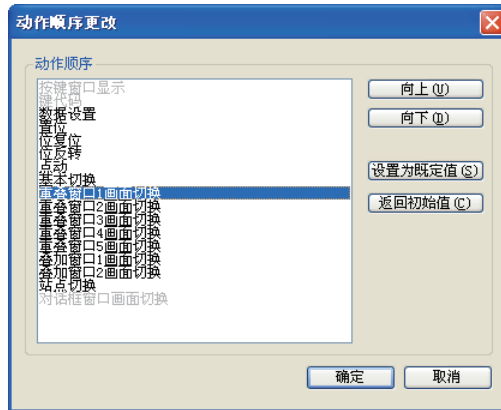 动作顺序更改
动作顺序
按键窗口显示
键代码
数据设置
置位
位复位
位反转
点动
基本切换
重叠窗口1画面切换
重叠窗口2画面切换
重叠窗口3画面切换
重叠窗口4画面切换
重叠窗口5画面切换
叠加窗口1画面切换
叠加窗口2画面切换
站点切换
对话框窗口画面切换
向上(U)
向下(D)
设置为既定值(S)
返回初始值(C)
确定
取消